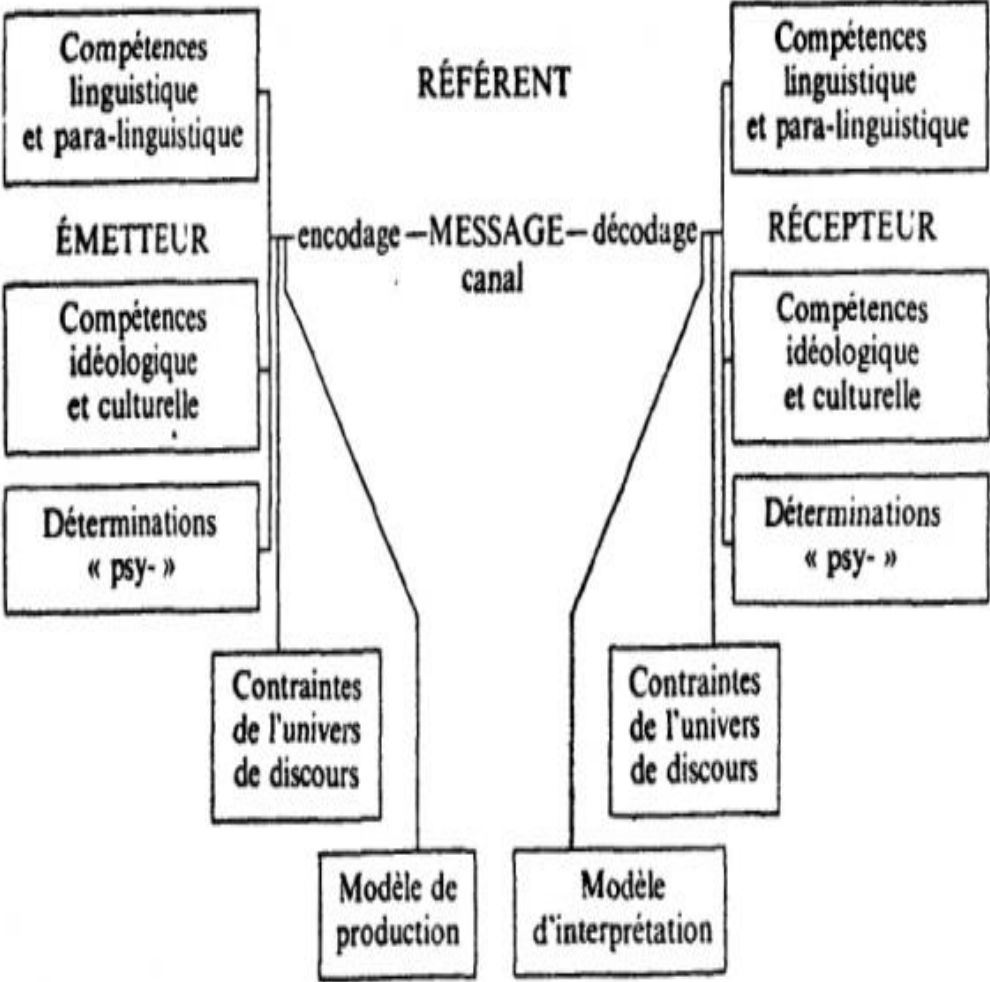 Compétences
linguistique
et para-linguistique
RÉFÉRENT
Compétences
linguistique
et para-linguistique
ÉMETTEUR
encodage – MESSAGE – décodage
canal
RÉCEPTEUR
Compétences
idéologique
et culturelle
Compétences
idéologique
et culturelle
Déterminations
« psy- »
Déterminations
« psy- »
Contraintes
de l'univers
de discours
Contraintes
de l'univers
de discours
Modèle de
production
Modèle
d'interprétation